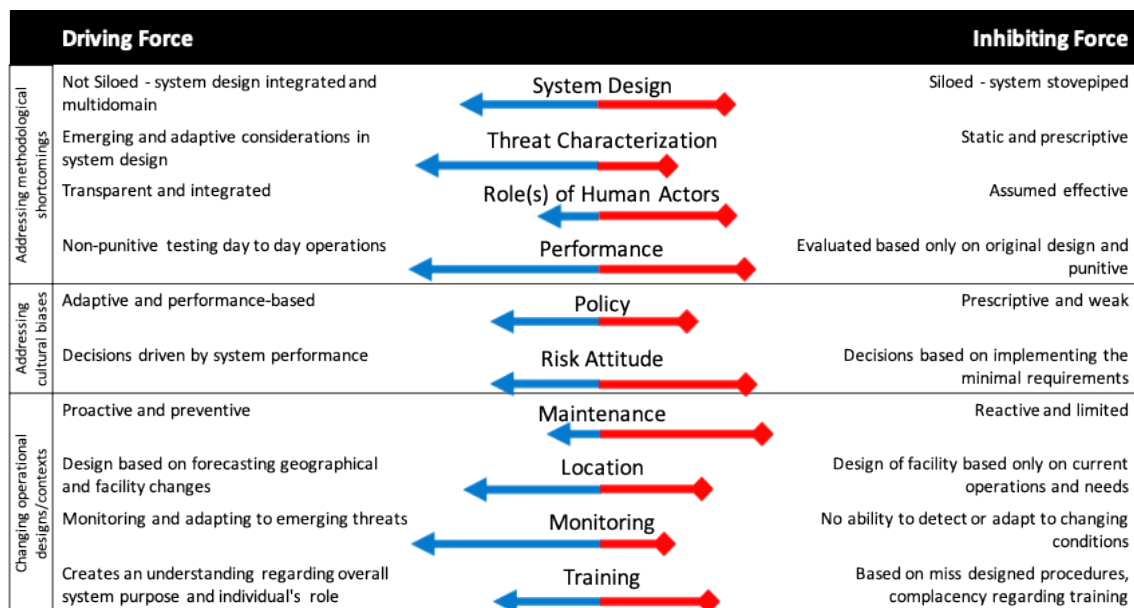 Driving Force
Inhibiting Force
Addressing methodological
shortcomings
Not Siloed - system design integrated and
multidomain
System Design
Siloed - system stovepiped
Emerging and adaptive considerations in
system design
Threat Characterization
Static and prescriptive
Transparent and integrated
Role(s) of Human Actors
Assumed effective
Non-punitive testing day to day operations
Performance
Evaluated based only on original design and
punitive
Addressing
cultural biases
Adaptive and performance-based
Policy
Prescriptive and weak
Decisions driven by system performance
Risk Attitude
Decisions based on implementing the
minimal requirements
Changing operational
designs/contexts
Proactive and preventive
Maintenance
Reactive and limited
Design based on forecasting geographical
and facility changes
Location
Design of facility based only on current
operations and needs
Monitoring and adapting to emerging threats
Monitoring
No ability to detect or adapt to changing
conditions
Creates an understanding regarding overall
system purpose and individual's role
Training
Based on miss designed procedures,
complacency regarding training